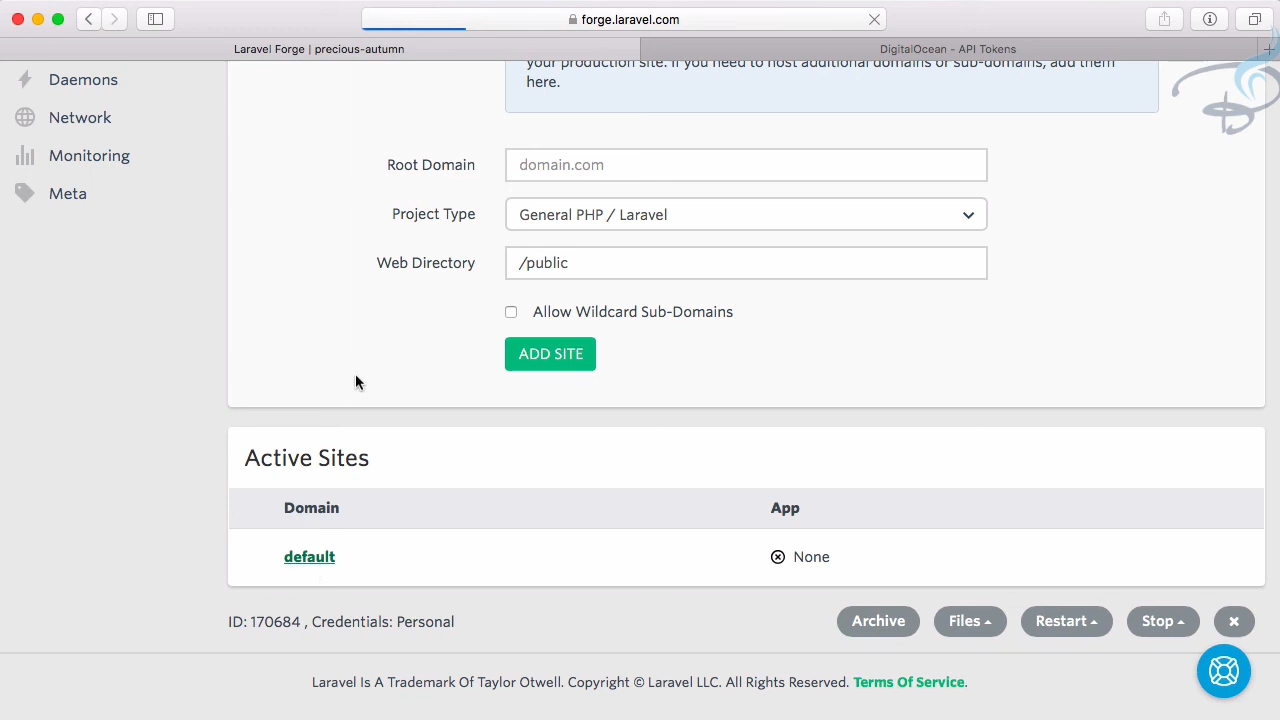 forge.laravel.com
Laravel Forge | precious-autumn
DigitalOcean - API Tokens
Daemons
Network
Monitoring
Meta
your production site. If you need to host additional domains or sub-domains, add them
here.
Root Domain
domain.com
Project Type
General PHP / Laravel
Web Directory
/public
Allow Wildcard Sub-Domains
ADD SITE
Active Sites
Domain App
default None
ID: 170684 , Credentials: Personal
Archive Files Restart Stop
Laravel Is A Trademark Of Taylor Otwell. Copyright © Laravel LLC. All Rights Reserved. Terms Of Service.